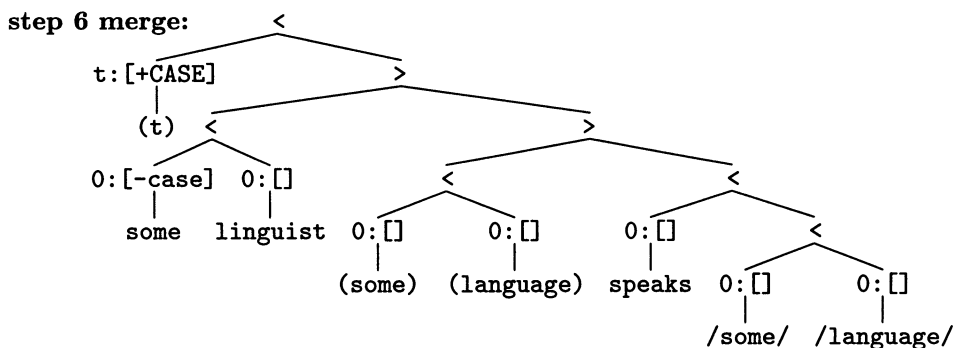 step 6 merge: <
t:[+CASE] >
(t) < >
0:[-case] 0:[] < <
some linguist 0:[] 0:[] 0:[] <
(some) (language) speaks 0:[] 0:[]
/some/ /language/